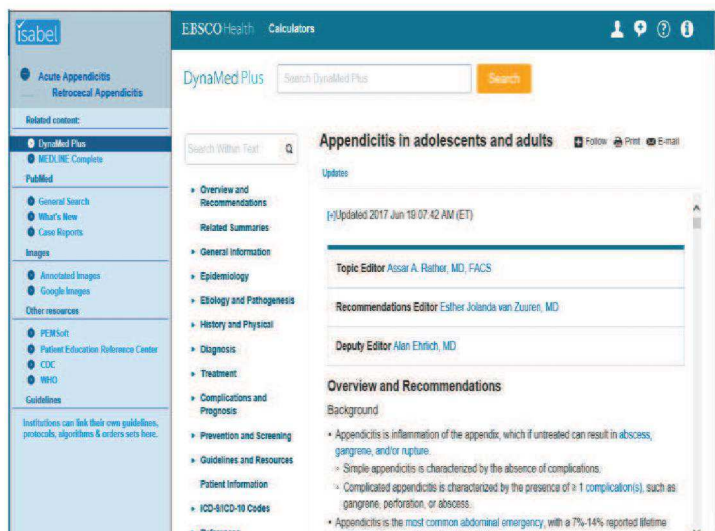 isabel
Acute Appendicitis
Retrocecal Appendicitis
Related content:
DynaMed Plus
MEDLINE Complete
PubMed
General Search
What's New
Case Reports
Images
Annotated Images
Google Images
Other resources
PEMSoft
Patient Education Reference Center
CDC
WHO
Guidelines
Institutions can link their own guidelines,
protocols, algorithms & orders sets here.
EBSCO Health Calculators
DynaMed Plus
Search DynaMed Plus
Search
Search Within Text
Overview and
Recommendations
Related Summaries
General Information
Epidemiology
Etiology and Pathogenesis
History and Physical
Diagnosis
Treatment
Complications and
Prognosis
Prevention and Screening
Guidelines and Resources
Patient Information
ICD-9/ICD-10 Codes
References
Appendicitis in adolescents and adults
Follow Print E-mail
Updates
[+]Updated 2017 Jun 19 07:42 AM (ET)
Topic Editor Assar A. Rather, MD, FACS
Recommendations Editor Esther Jolanda van Zuuren, MD
Deputy Editor Alan Ehrlich, MD
Overview and Recommendations
Background
• Appendicitis is inflammation of the appendix, which if untreated can result in abscess,
gangrene, and/or rupture.
Simple appendicitis is characterized by the absence of complications.
Complicated appendicitis is characterized by the presence of ≥ 1 complication(s), such as
gangrene, perforation, or abscess.
• Appendicitis is the most common abdominal emergency, with a 7%-14% reported lifetime